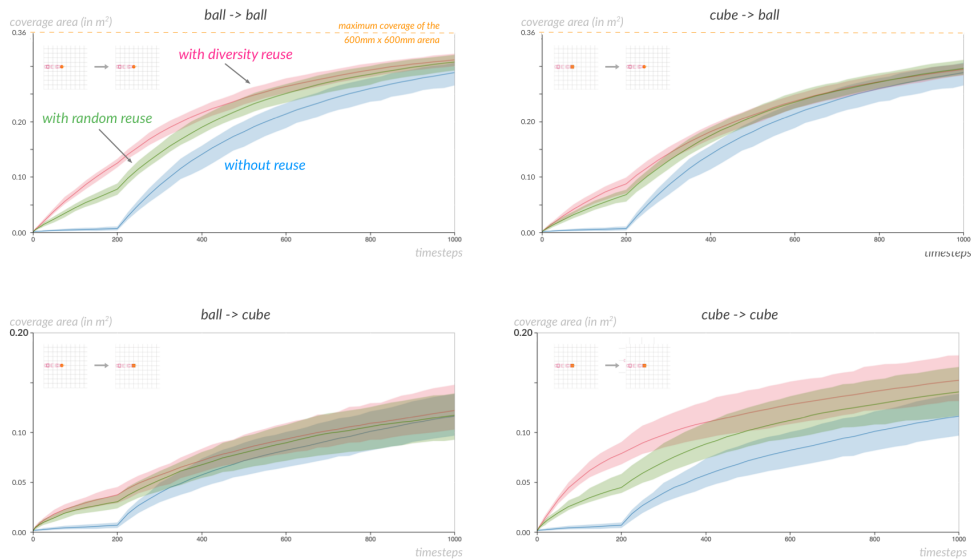 ball -> ball
coverage area (in m²)
0.36
maximum coverage of the
600mm x 600mm arena
with diversity reuse
0.20
with random reuse
without reuse
0.10
0.00
0 200 400 600 800 1000
timesteps
cube -> ball
coverage area (in m²)
0.36
0.20
0.10
0.00
0 200 400 600 800 1000
timesteps
ball -> cube
coverage area (in m²)
0.20
0.10
0.05
0.00
0 200 400 600 800 1000
timesteps
cube -> cube
coverage area (in m²)
0.20
0.10
0.05
0.00
0 200 400 600 800 1000
timesteps